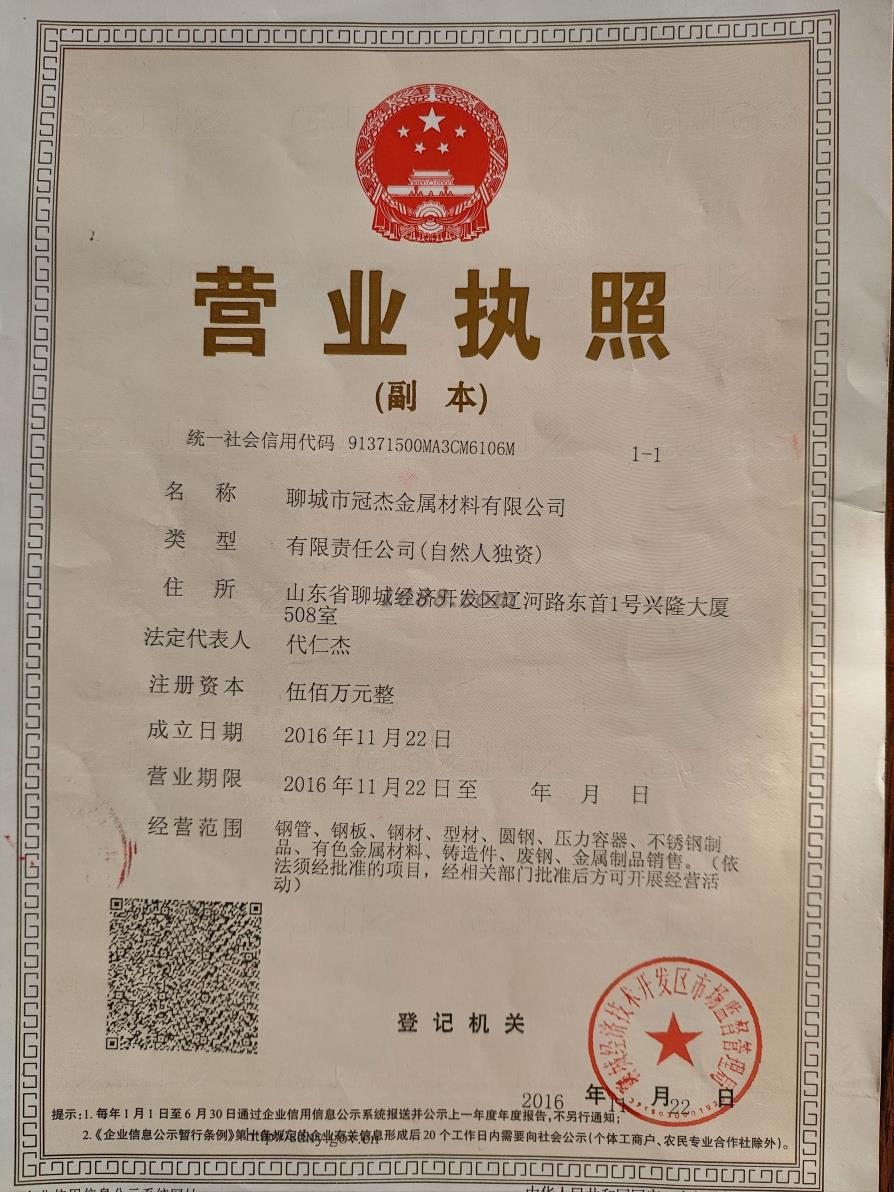 营业执照
(副 本)
统一社会信用代码 91371500MA3CM6106M
1-1
名称 聊城市冠杰金属材料有限公司
类型 有限责任公司(自然人独资)
住所 山东省聊城经济开发区辽河路东首1号兴隆大厦
508室
法定代表人 代仁杰
注册资本 伍佰万元整
成立日期 2016年11月22日
营业期限 2016年11月22日至 年 月 日
经营范围 钢管、钢板、钢材、型材、圆钢、压力容器、不锈钢制
品、有色金属材料、铸造件、废钢、金属制品销售。(依
法须经批准的项目,经相关部门批准后方可开展经营活
动)
登记机关
经济技术开发区市场监督管理局
2016 年 11 月 22 日
提示:1. 每年1月1日至6月30日通过企业信用信息公示系统报送并公示上一年度年度报告,不另行通知;
2.《企业信息公示暂行条例》第十条规定的企业有关信息形成后20个工作日内需要向社会公示(个体工商户、农民专业合作社除外)。